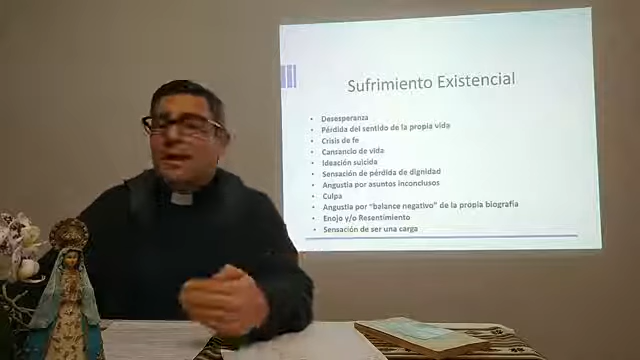 Sufrimiento Existencial
• Desesperanza
• Pérdida del sentido de la propia vida
• Crisis de fe
• Cansancio de vida
• Ideación suicida
• Sensación de pérdida de dignidad
• Angustia por asuntos inconclusos
• Culpa
• Angustia por "balance negativo" de la propia biografía
• Enojo y/o Resentimiento
• Sensación de ser una carga